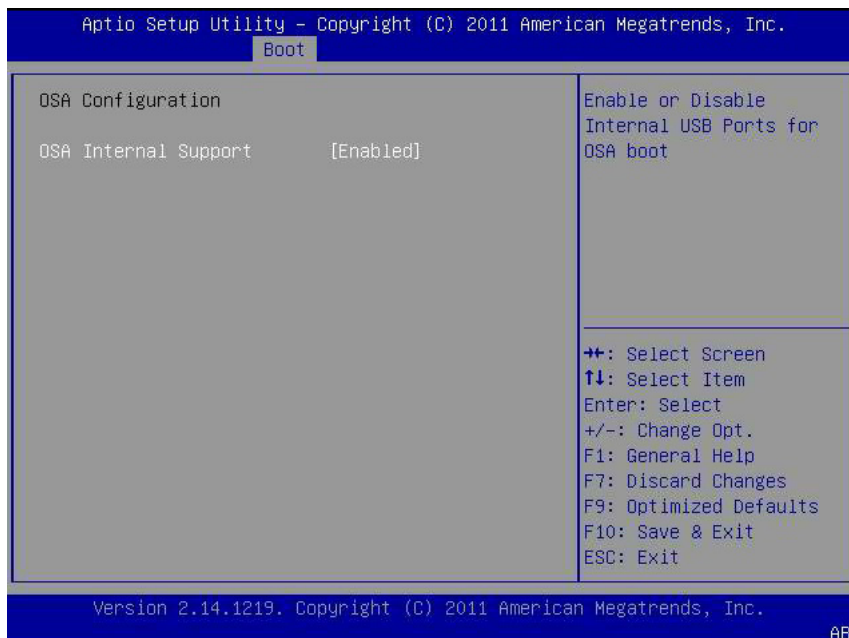 Aptio Setup Utility – Copyright (C) 2011 American Megatrends, Inc.
Boot
OSA Configuration
OSA Internal Support [Enabled]
Enable or Disable
Internal USB Ports for
OSA boot
→←: Select Screen
↑↓: Select Item
Enter: Select
+/-: Change Opt.
F1: General Help
F7: Discard Changes
F9: Optimized Defaults
F10: Save & Exit
ESC: Exit
Version 2.14.1219. Copyright (C) 2011 American Megatrends, Inc.